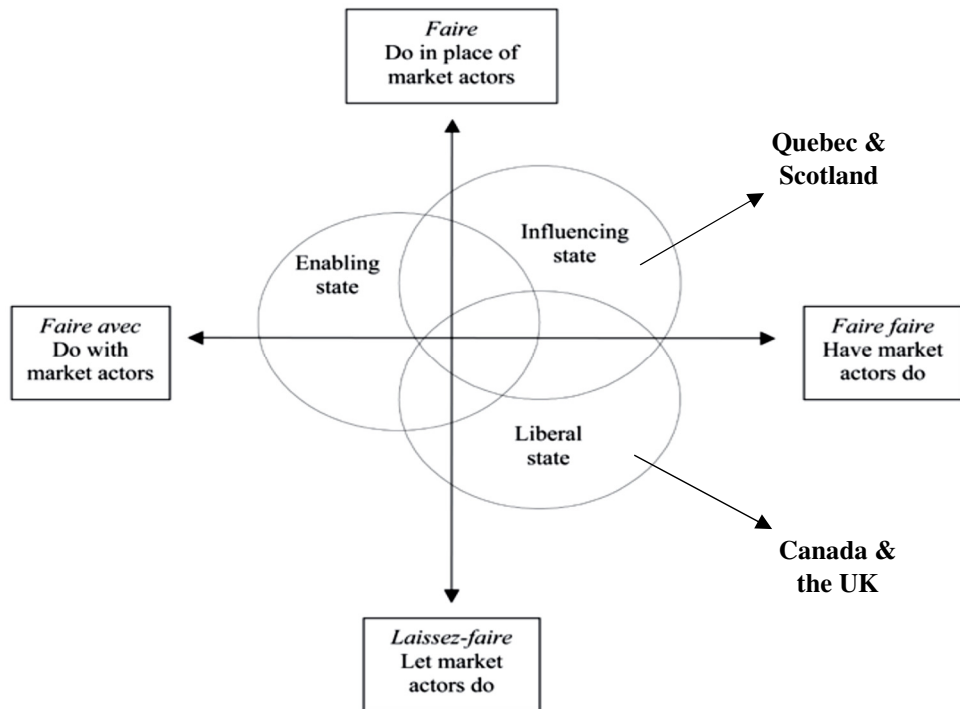 Faire
Do in place of
market actors
Quebec &
Scotland
Influencing
state
Enabling
state
Faire avec
Do with
market actors
Faire faire
Have market
actors do
Liberal
state
Canada &
the UK
Laissez-faire
Let market
actors do